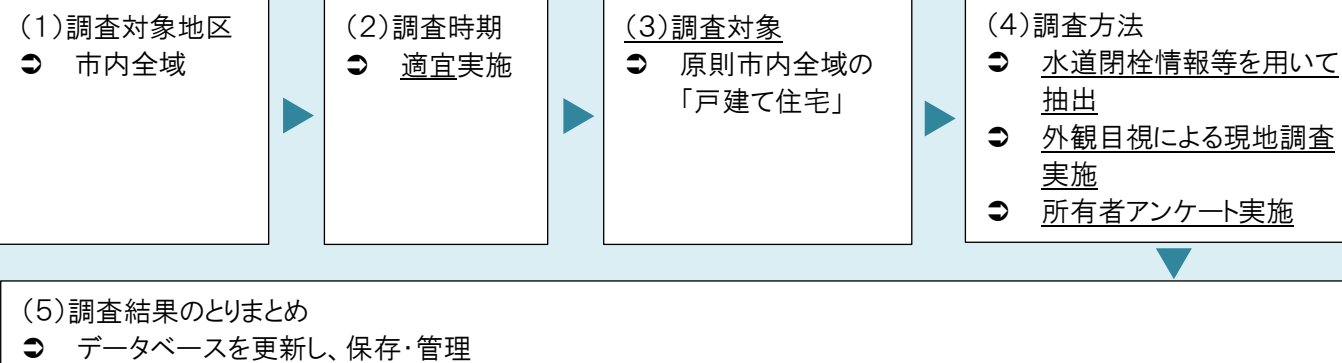 (1)調査対象地区
➲ 市内全域
(2)調査時期
➲ 適宜実施
(3)調査対象
➲ 原則市内全域の
「戸建て住宅」
(4)調査方法
➲ 水道閉栓情報等を用いて
抽出
➲ 外観目視による現地調査
実施
➲ 所有者アンケート実施
(5)調査結果のとりまとめ
➲ データベースを更新し、保存・管理